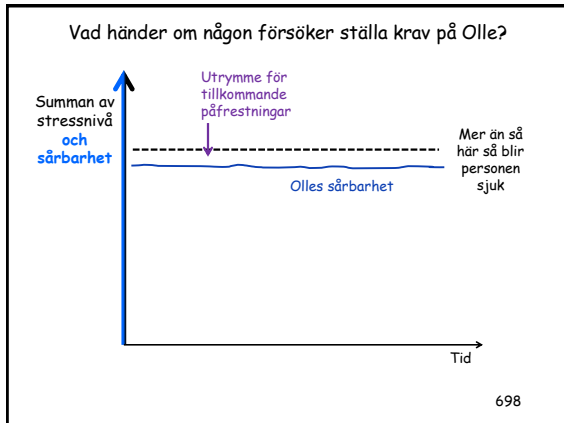 Vad händer om någon försöker ställa krav på Olle?
Utrymme för
tillkommande
påfrestningar
Summan av
stressnivå
och
sårbarhet
Mer än så
här så blir
personen
sjuk
Olles sårbarhet
Tid
698